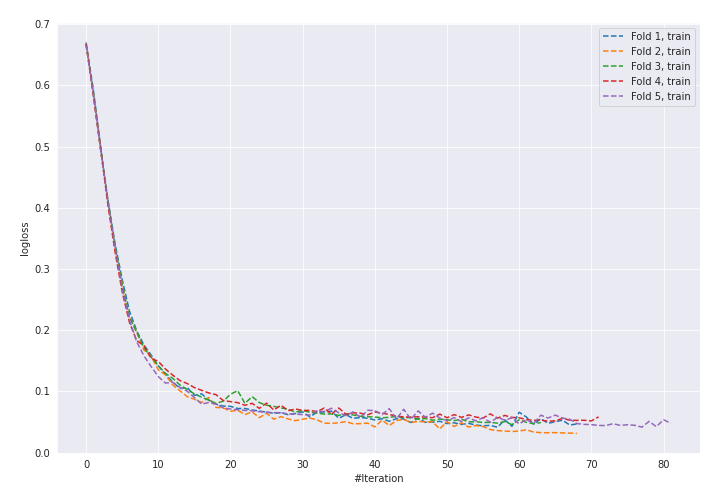 0.7
0.6
0.5
0.4
0.3
0.2
0.1
0.0
logloss
0 10 20 30 40 50 60 70 80
#Iteration
Fold 1, train
Fold 2, train
Fold 3, train
Fold 4, train
Fold 5, train